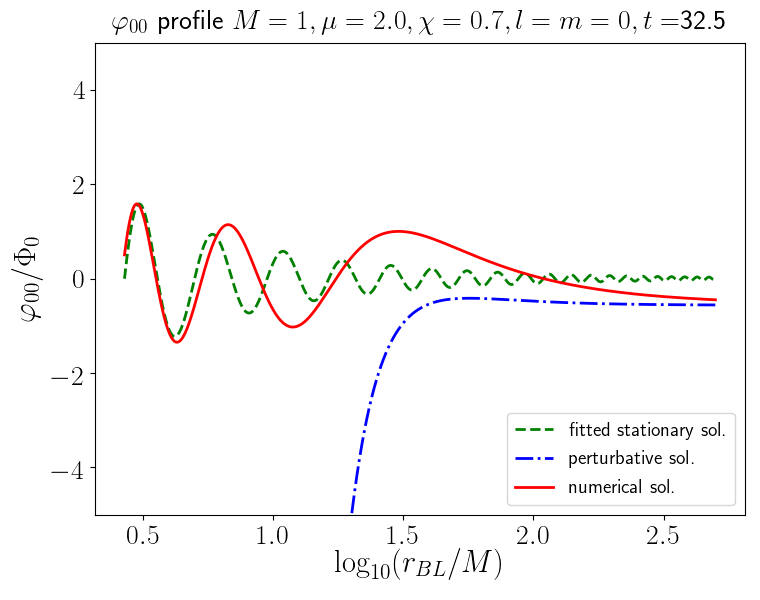 φ₀₀ profile M = 1, μ = 2.0, χ = 0.7, l = m = 0, t =32.5
φ₀₀/Φ₀
4
2
0
−2
−4
fitted stationary sol.
perturbative sol.
numerical sol.
0.5 1.0 1.5 2.0 2.5
log₁₀(r_BL/M)